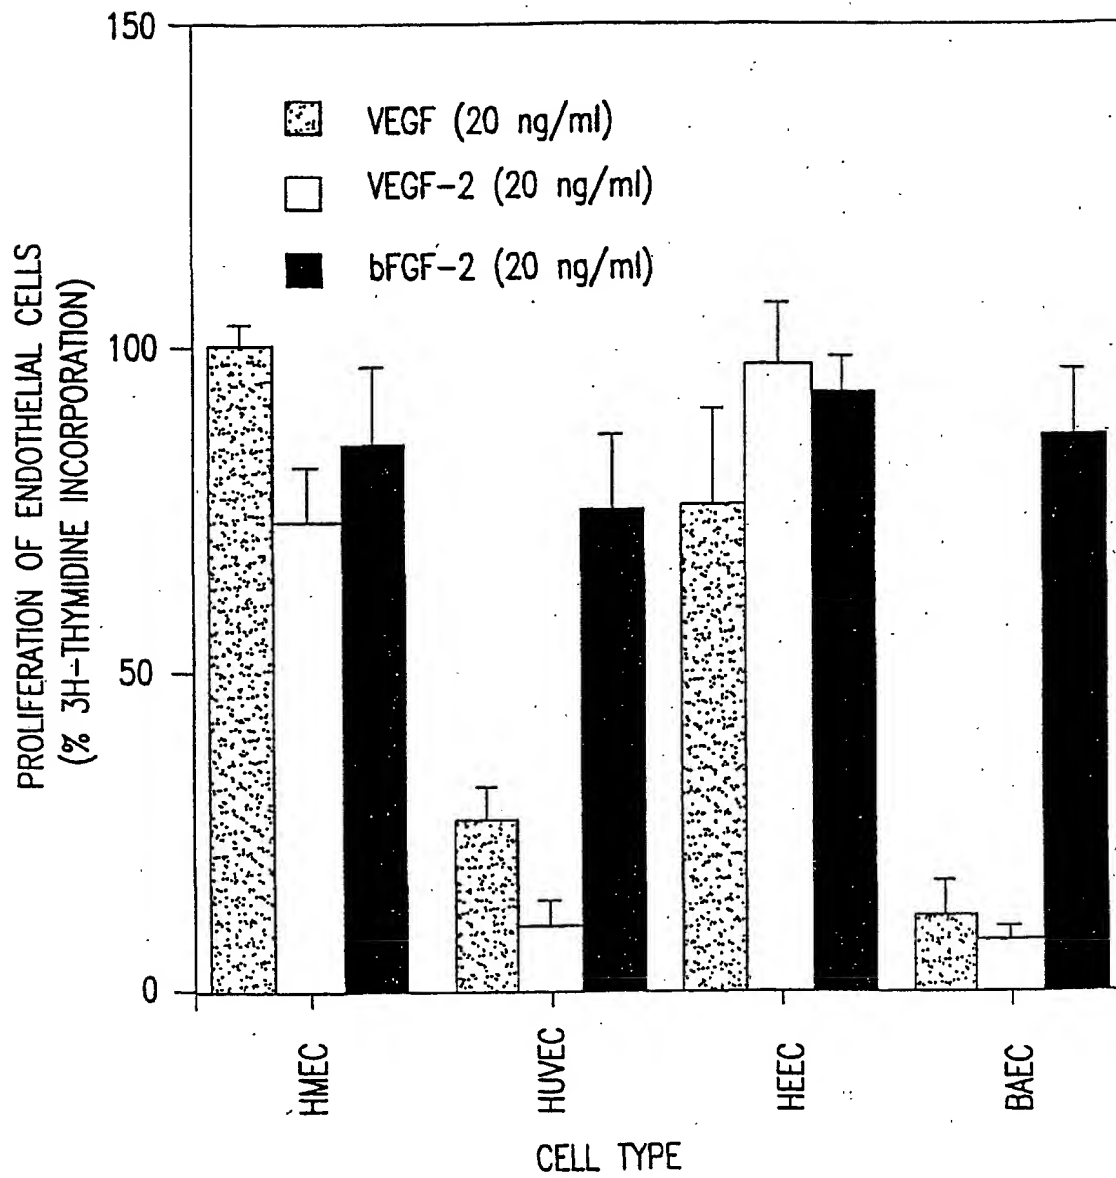 150
100
50
0
VEGF (20 ng/ml)
VEGF-2 (20 ng/ml)
bFGF-2 (20 ng/ml)
PROLIFERATION OF ENDOTHELIAL CELLS
(% 3H-THYMIDINE INCORPORATION)
HMEC
HUVEC
HEEC
BAEC
CELL TYPE